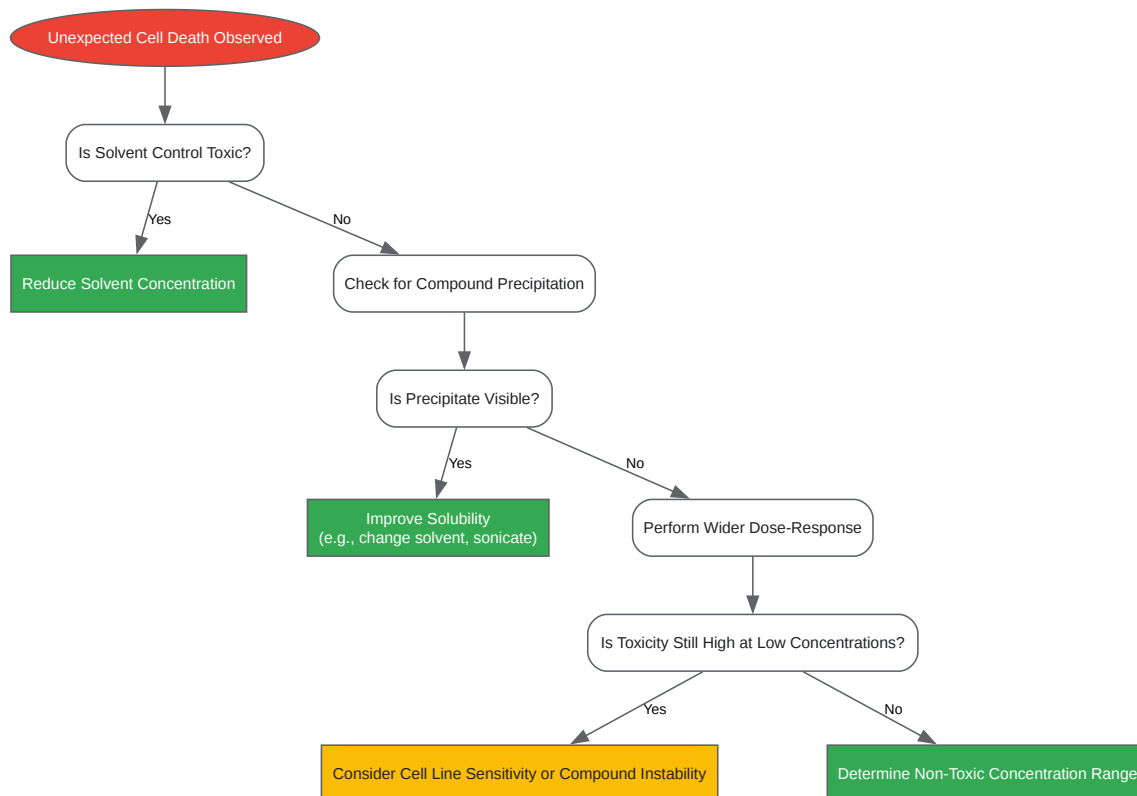 Unexpected Cell Death Observed
Is Solvent Control Toxic?
Yes
No
Reduce Solvent Concentration
Check for Compound Precipitation
Is Precipitate Visible?
Yes
No
Improve Solubility
(e.g., change solvent, sonicate)
Perform Wider Dose-Response
Is Toxicity Still High at Low Concentrations?
Yes
No
Consider Cell Line Sensitivity or Compound Instability
Determine Non-Toxic Concentration Range